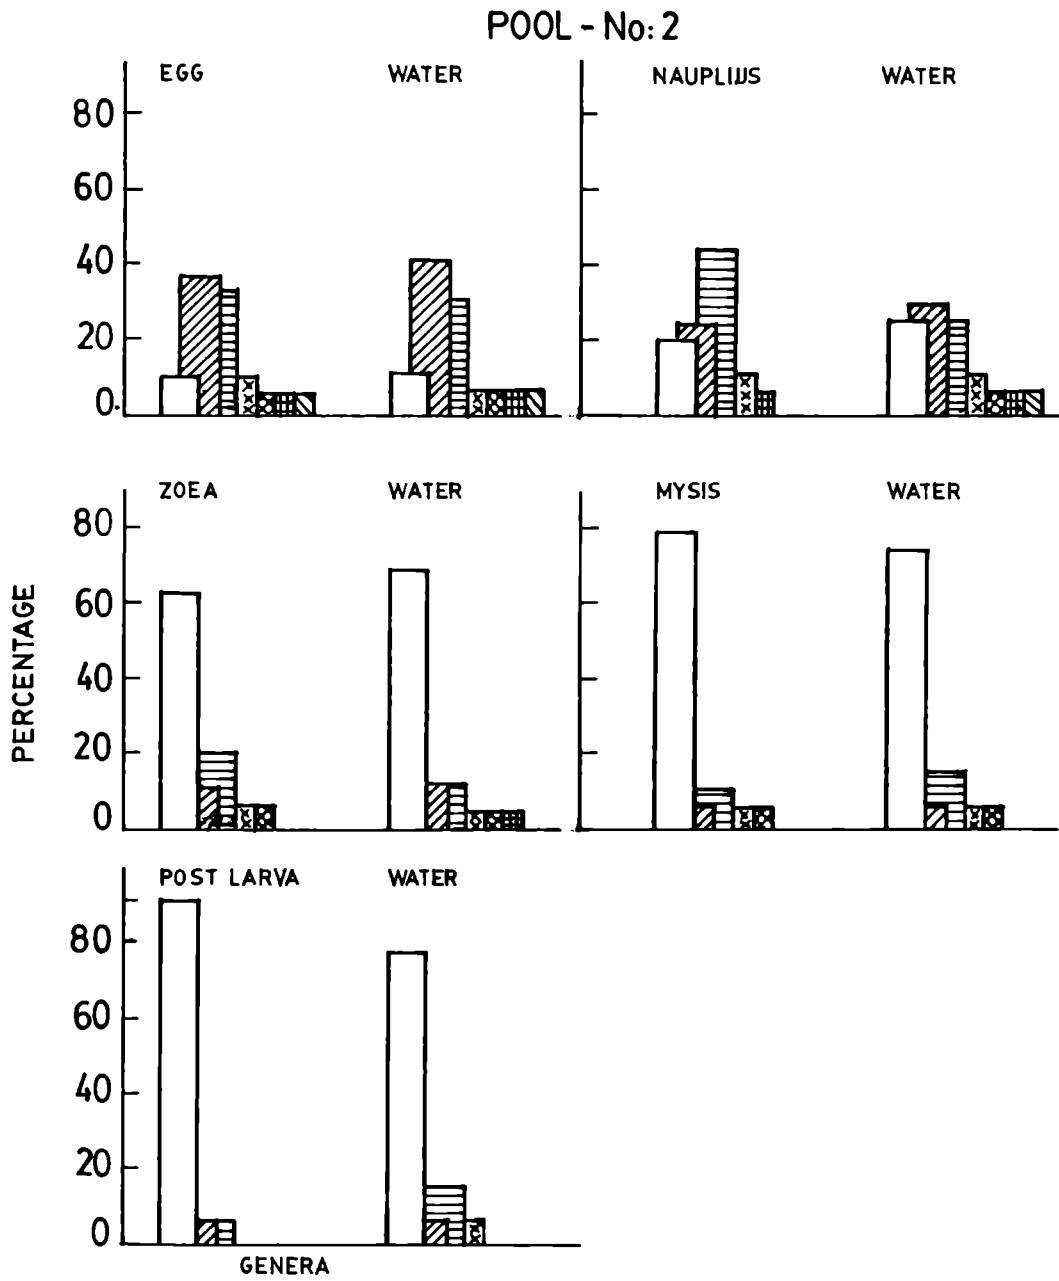 POOL - No: 2
EGG WATER NAUPLIUS WATER
80
60
40
20
0.
ZOEA WATER MYSIS WATER
80
60
40
20
0
PERCENTAGE
POST LARVA WATER
80
60
40
20
0
GENERA